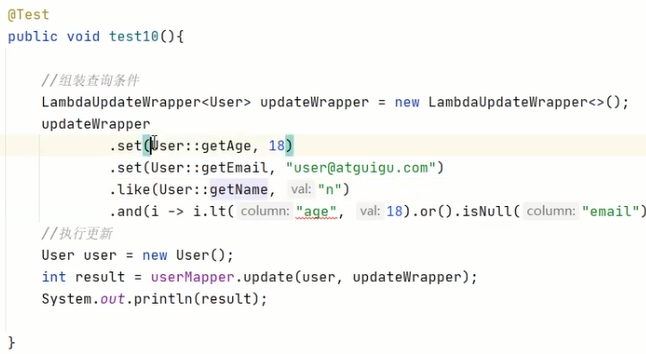 @Test
public void test10(){
//组装查询条件
LambdaUpdateWrapper<User> updateWrapper = new LambdaUpdateWrapper<>();
updateWrapper
.set(User::getAge, 18)
.set(User::getEmail, "user@atguigu.com")
.like(User::getName, val: "n")
.and(i -> i.lt( column: "age", val: 18).or().isNull( column: "email")
//执行更新
User user = new User();
int result = userMapper.update(user, updateWrapper);
System.out.println(result);
}